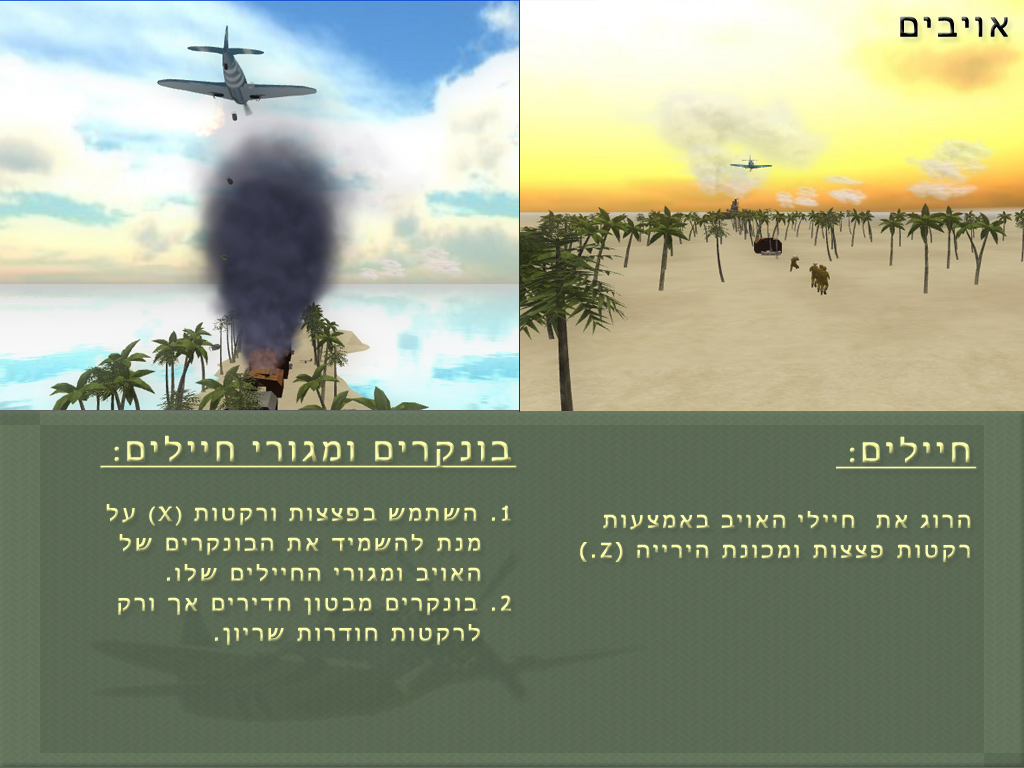 אויבים
חיילים:
הרוג את חיילי האויב באמצעות
רקטות פצצות ומכונת הירייה (Z.)
בונקרים ומגורי חיילים:
1. השתמש בפצצות ורקטות (X) על
מנת להשמיד את הבונקרים של
האויב ומגורי החיילים שלו.
2. בונקרים מבטון חדירים אך ורק
לרקטות חודרות שריון.